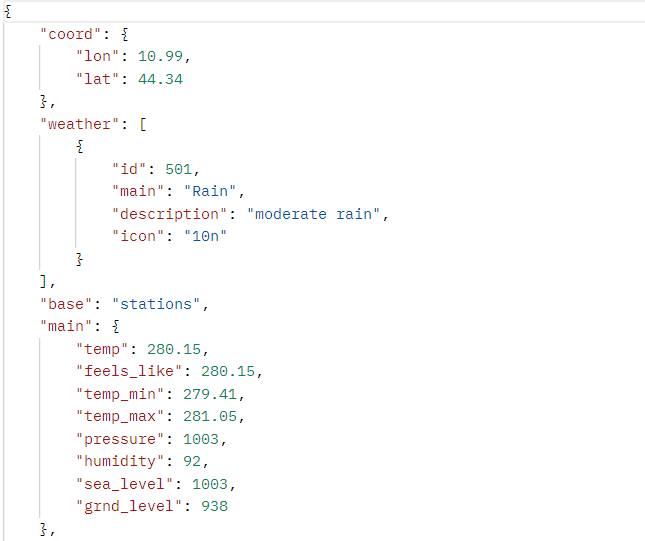 {
    "coord": {
        "lon": 10.99,
        "lat": 44.34
    },
    "weather": [
        {
            "id": 501,
            "main": "Rain",
            "description": "moderate rain",
            "icon": "10n"
        }
    ],
    "base": "stations",
    "main": {
        "temp": 280.15,
        "feels_like": 280.15,
        "temp_min": 279.41,
        "temp_max": 281.05,
        "pressure": 1003,
        "humidity": 92,
        "sea_level": 1003,
        "grnd_level": 938
    },